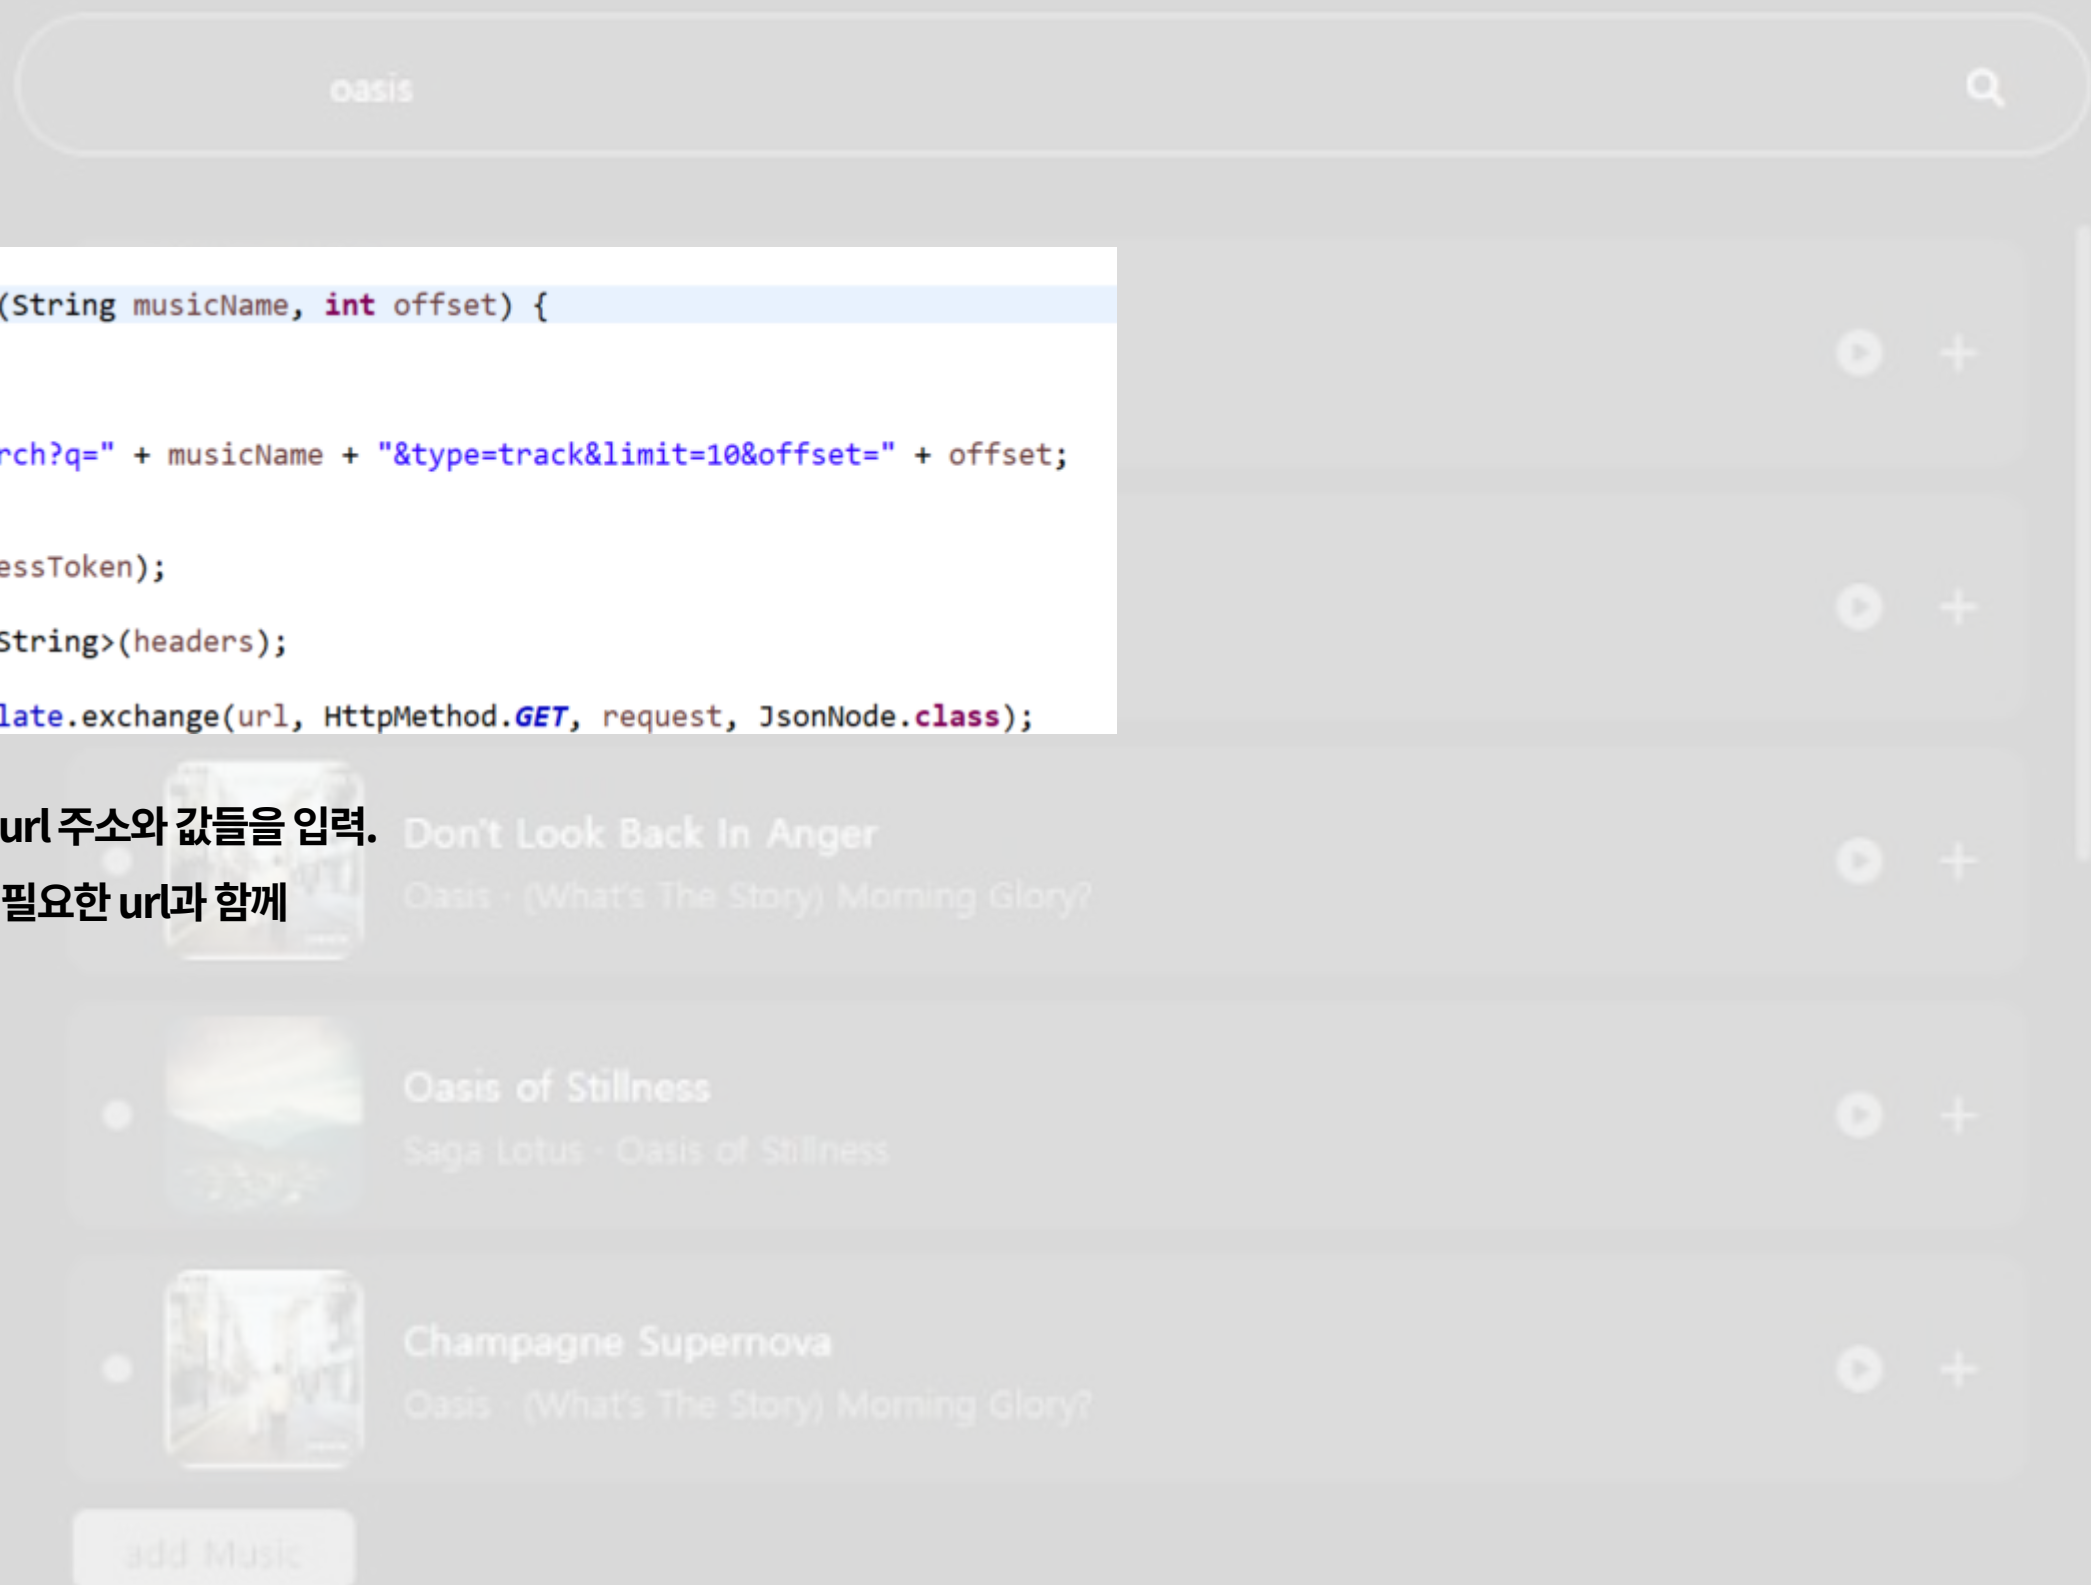 oasis
(String musicName, int offset) {
rch?q=" + musicName + "&type=track&limit=10&offset=" + offset;
essToken);
String>(headers);
late.exchange(url, HttpMethod.GET, request, JsonNode.class);
url 주소와 값들을 입력.
필요한 url과 함께
Don't Look Back In Anger
Oasis · (What's The Story) Morning Glory?
Oasis of Stillness
Saga Lotus · Oasis of Stillness
Champagne Supernova
Oasis · (What's The Story) Morning Glory?
add Music